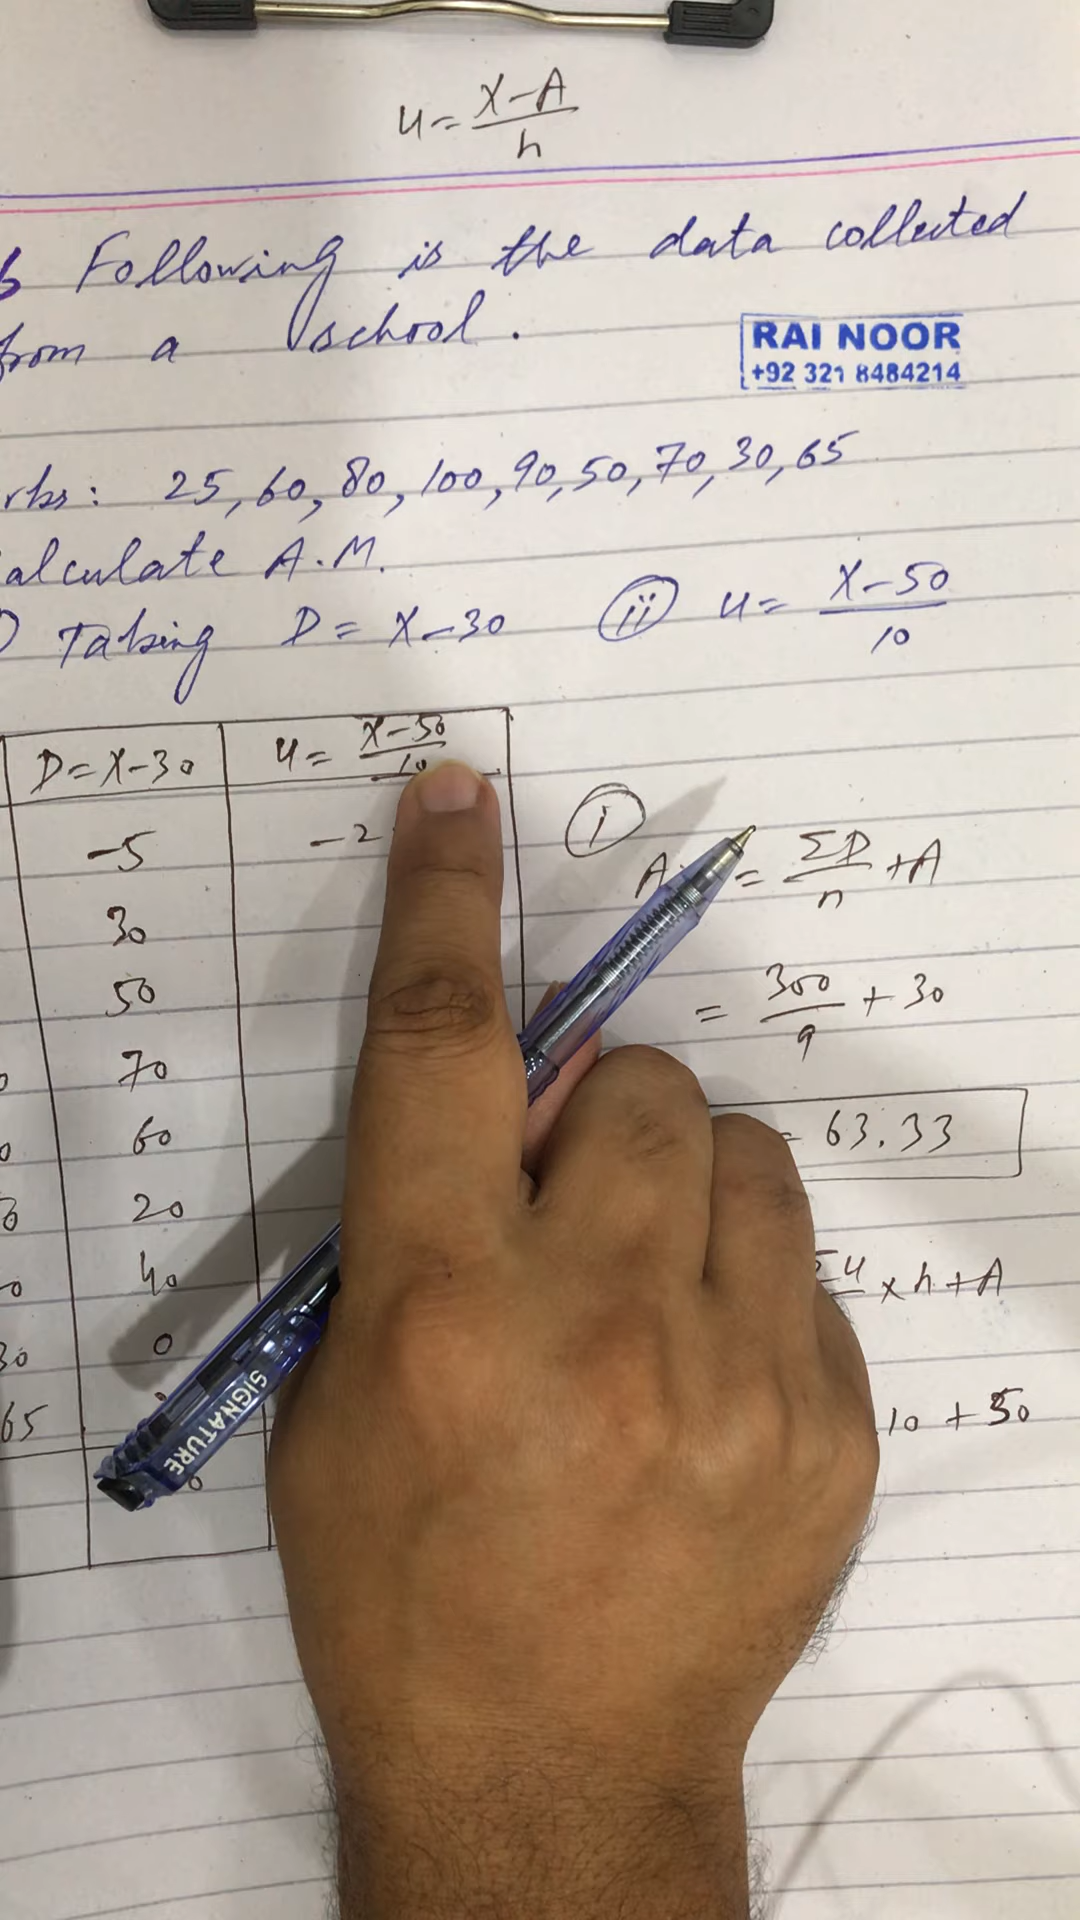 u = X-A
h
Following is the data collected
from a school.
RAI NOOR
+92 321 8484214
25, 60, 80, 100, 90, 50, 70, 30, 65
A.M.
Taking D = X-30 (ii) u = X-50
10
D = X-30 u = X-50
10
-5 -2
(i)
= ΣD + A
n
30
50
= 300 + 30
9
70
60
= 63.33
20
40
u × h + A
30 0
65
10 + 50
SIGNATURE